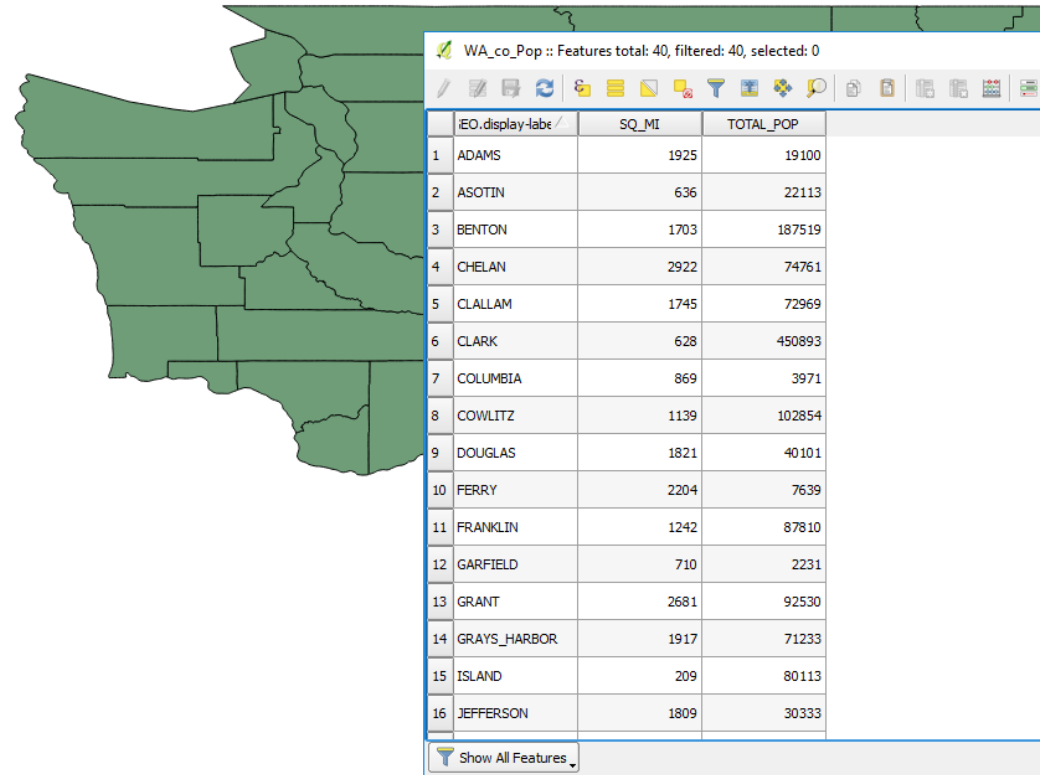 WA_co_Pop :: Features total: 40, filtered: 40, selected: 0
EO.display-labe SQ_MI TOTAL_POP
1 ADAMS 1925 19100
2 ASOTIN 636 22113
3 BENTON 1703 187519
4 CHELAN 2922 74761
5 CLALLAM 1745 72969
6 CLARK 628 450893
7 COLUMBIA 869 3971
8 COWLITZ 1139 102854
9 DOUGLAS 1821 40101
10 FERRY 2204 7639
11 FRANKLIN 1242 87810
12 GARFIELD 710 2231
13 GRANT 2681 92530
14 GRAYS_HARBOR 1917 71233
15 ISLAND 209 80113
16 JEFFERSON 1809 30333
Show All Features